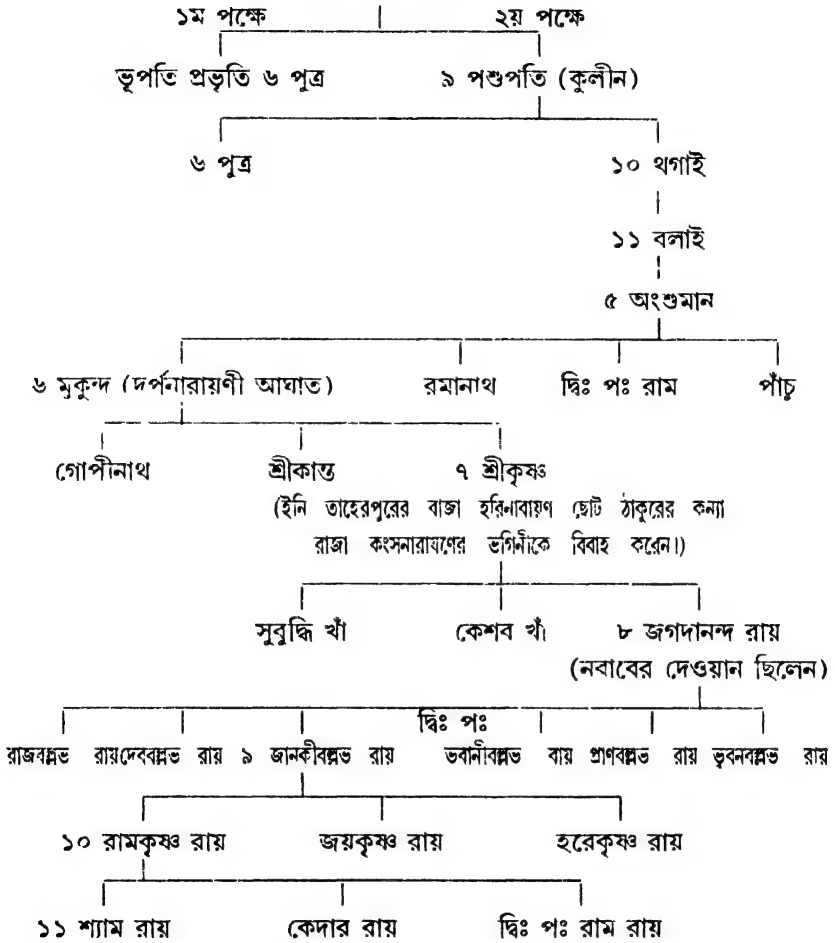 ১ম পক্ষে ২য় পক্ষে
ভূপতি প্রভৃতি ৬ পুত্র ৯ পশুপতি (কুলীন)
৬ পুত্র ১০ থগাই
১১ বলাই
৫ অংশুমান
৬ মুকুন্দ (দর্পনারায়ণী আঘাত) রমানাথ দ্বিঃ পঃ রাম পাঁচু
গোপীনাথ শ্রীকান্ত ৭ শ্রীকৃষ্ণ
(ইনি তাহেরপুরের বাজা হরিনাবায়ণ ছোট ঠাকুরের কন্যা
রাজা কংসনারাযণের ভগিনীকে বিবাহ করেন।)
সুবুদ্ধি খাঁ কেশব খাঁ ৮ জগদানন্দ রায়
(নবাবের দেওয়ান ছিলেন)
দ্বিঃ পঃ
রাজবল্লভ রায়দেববল্লভ রায় ৯ জানকীবল্লভ রায় ভবানীবল্লভ বায় প্রাণবল্লভ রায় ভুবনবল্লভ রায়
১০ রামকৃষ্ণ রায় জয়কৃষ্ণ রায় হরেকৃষ্ণ রায়
১১ শ্যাম রায় কেদার রায় দ্বিঃ পঃ রাম রায়